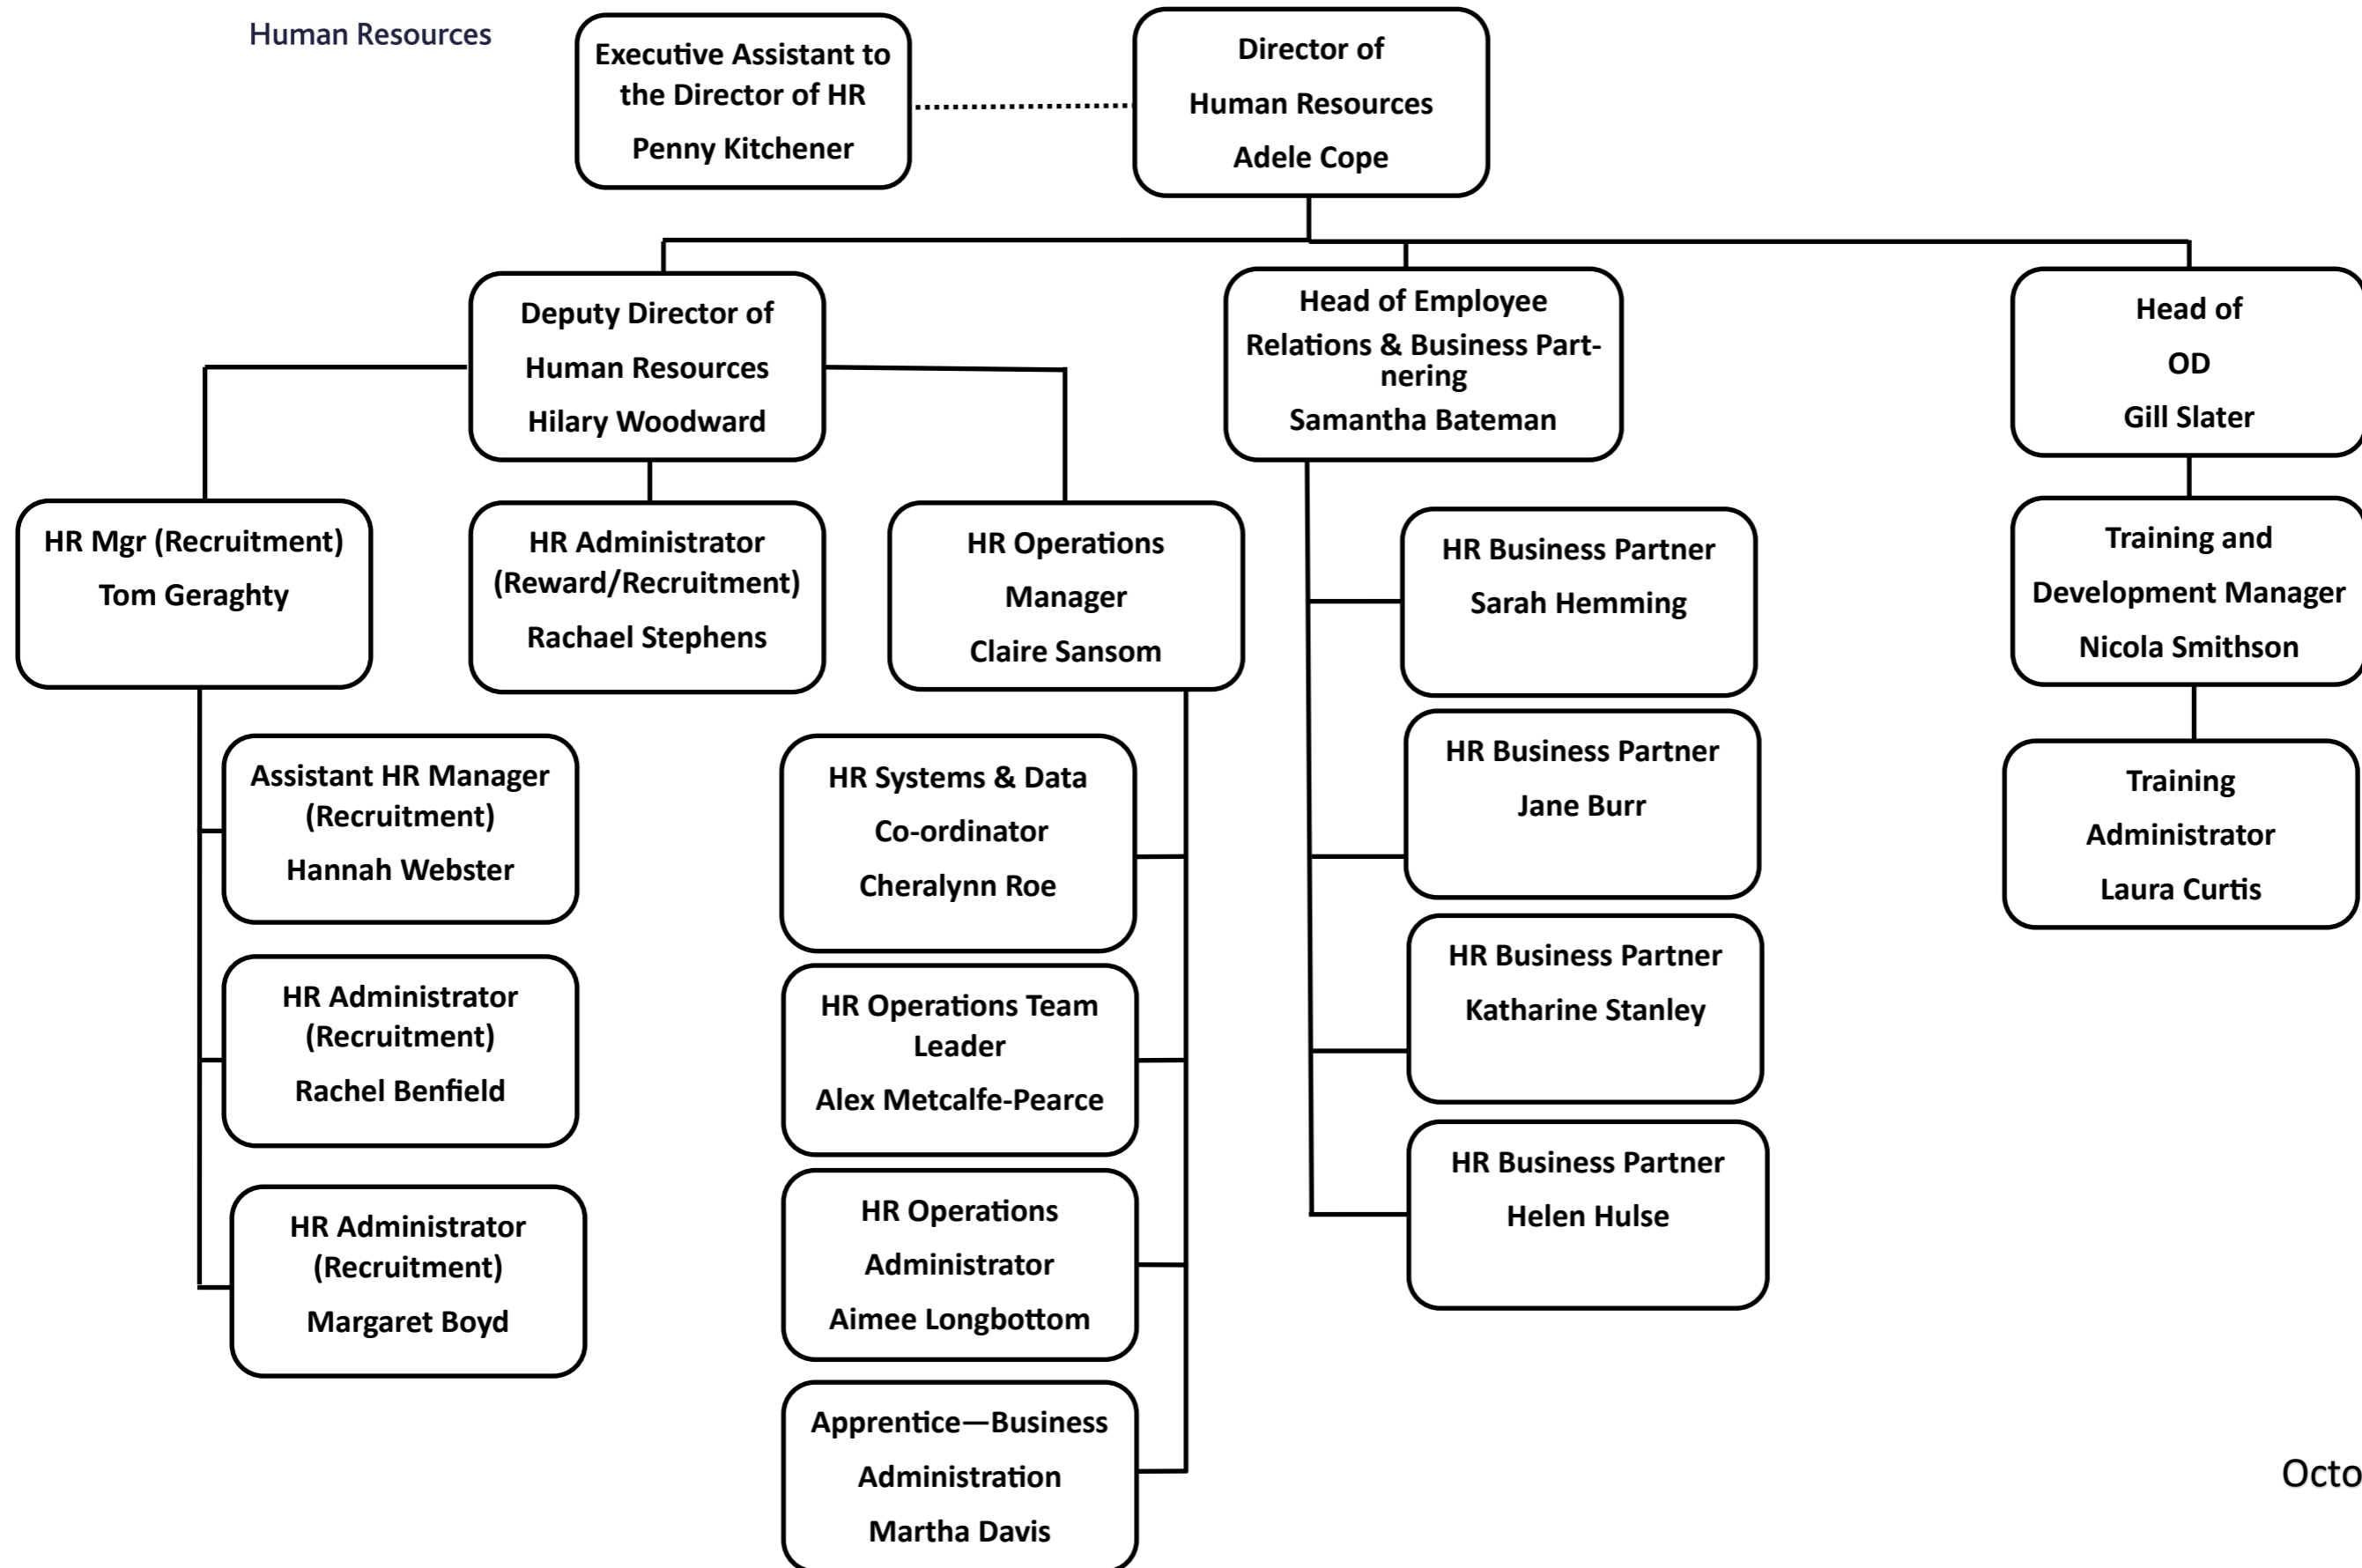 Human Resources
Executive Assistant to
the Director of HR
Penny Kitchener
Director of
Human Resources
Adele Cope
Deputy Director of
Human Resources
Hilary Woodward
Head of Employee
Relations & Business Part-
nering
Samantha Bateman
Head of
OD
Gill Slater
HR Mgr (Recruitment)
Tom Geraghty
HR Administrator
(Reward/Recruitment)
Rachael Stephens
HR Operations
Manager
Claire Sansom
HR Business Partner
Sarah Hemming
Training and
Development Manager
Nicola Smithson
Assistant HR Manager
(Recruitment)
Hannah Webster
HR Systems & Data
Co-ordinator
Cheralynn Roe
HR Business Partner
Jane Burr
Training
Administrator
Laura Curtis
HR Administrator
(Recruitment)
Rachel Benfield
HR Operations Team
Leader
Alex Metcalfe-Pearce
HR Business Partner
Katharine Stanley
HR Administrator
(Recruitment)
Margaret Boyd
HR Operations
Administrator
Aimee Longbottom
HR Business Partner
Helen Hulse
Apprentice—Business
Administration
Martha Davis
Octo